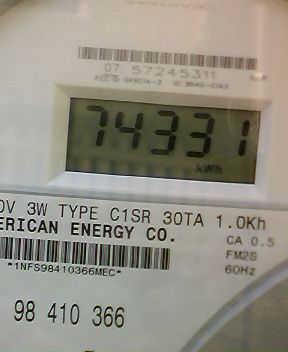 07 57245311
74331
kWh
0V 3W TYPE C1SR 30TA 1.0Kh
ERICAN ENERGY CO.
CA 0.5
*1NFS98410366MEC*
FM2S
60Hz
98 410 366